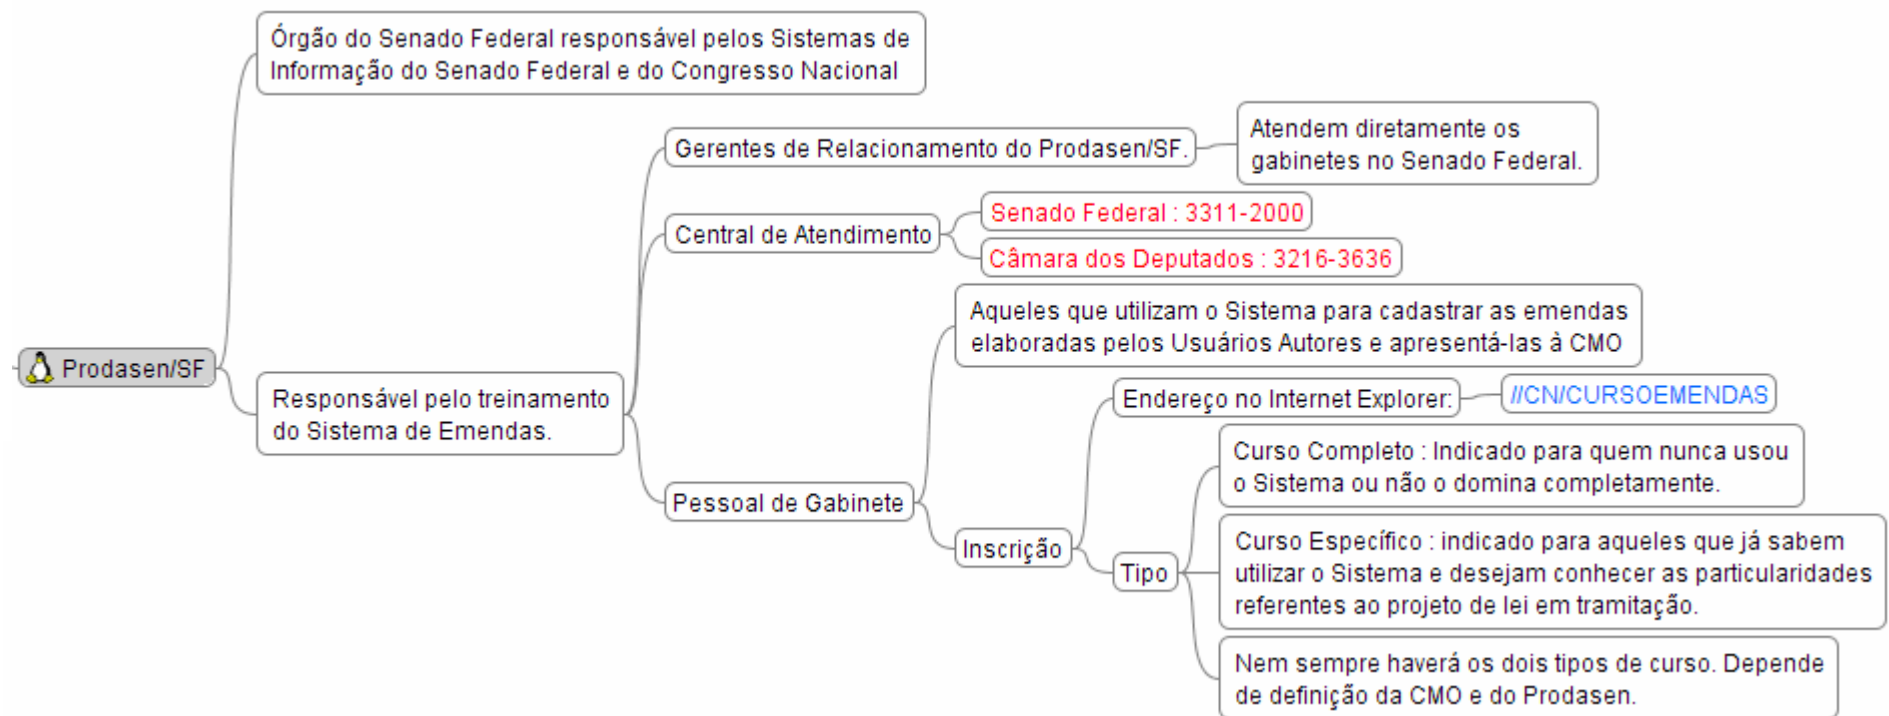 Órgão do Senado Federal responsável pelos Sistemas de
Informação do Senado Federal e do Congresso Nacional
Gerentes de Relacionamento do Prodasen/SF.
Atendem diretamente os
gabinetes no Senado Federal.
Central de Atendimento
Senado Federal : 3311-2000
Câmara dos Deputados : 3216-3636
Aqueles que utilizam o Sistema para cadastrar as emendas
elaboradas pelos Usuários Autores e apresentá-las à CMO
Prodasen/SF
Responsável pelo treinamento
do Sistema de Emendas.
Endereço no Internet Explorer:
//CN/CURSOEMENDAS
Curso Completo : Indicado para quem nunca usou
o Sistema ou não o domina completamente.
Pessoal de Gabinete
Inscrição
Tipo
Curso Específico : indicado para aqueles que já sabem
utilizar o Sistema e desejam conhecer as particularidades
referentes ao projeto de lei em tramitação.
Nem sempre haverá os dois tipos de curso. Depende
de definição da CMO e do Prodasen.